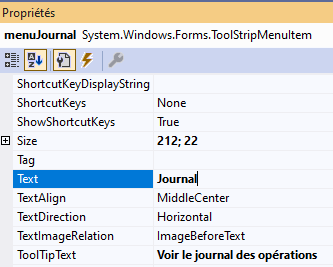 Propriétés
menuJournal System.Windows.Forms.ToolStripMenuItem
ShortcutKeyDisplayString
ShortcutKeys None
ShowShortcutKeys True
Size 212; 22
Tag
Text Journal
TextAlign MiddleCenter
TextDirection Horizontal
TextImageRelation ImageBeforeText
ToolTipText Voir le journal des opérations